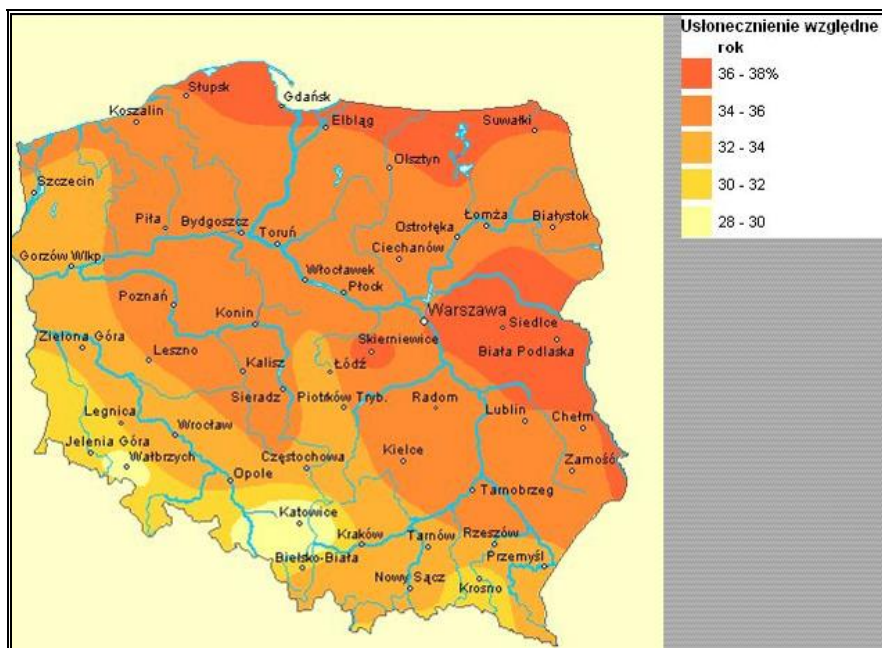 Usłonecznienie względne
rok
36 - 38%
34 - 36
32 - 34
30 - 32
28 - 30
Słupsk
Gdańsk
Koszalin
Elbląg
Suwałki
Olsztyn
Szczecin
Piła
Bydgoszcz
Toruń
Ostrołęka
Łomża
Białystok
Ciechanów
Gorzów Wlkp.
Włocławek
Płock
Poznań
Konin
Warszawa
Siedlce
Skierniewice
Biała Podlaska
Zielona Góra
Leszno
Kalisz
Łódź
Sieradz
Piotrków Tryb.
Radom
Lublin
Chełm
Legnica
Wrocław
Jelenia Góra
Wałbrzych
Opole
Częstochowa
Kielce
Zamość
Tarnobrzeg
Katowice
Kraków
Tarnów
Rzeszów
Przemyśl
Bielsko-Biała
Nowy Sącz
Krosno